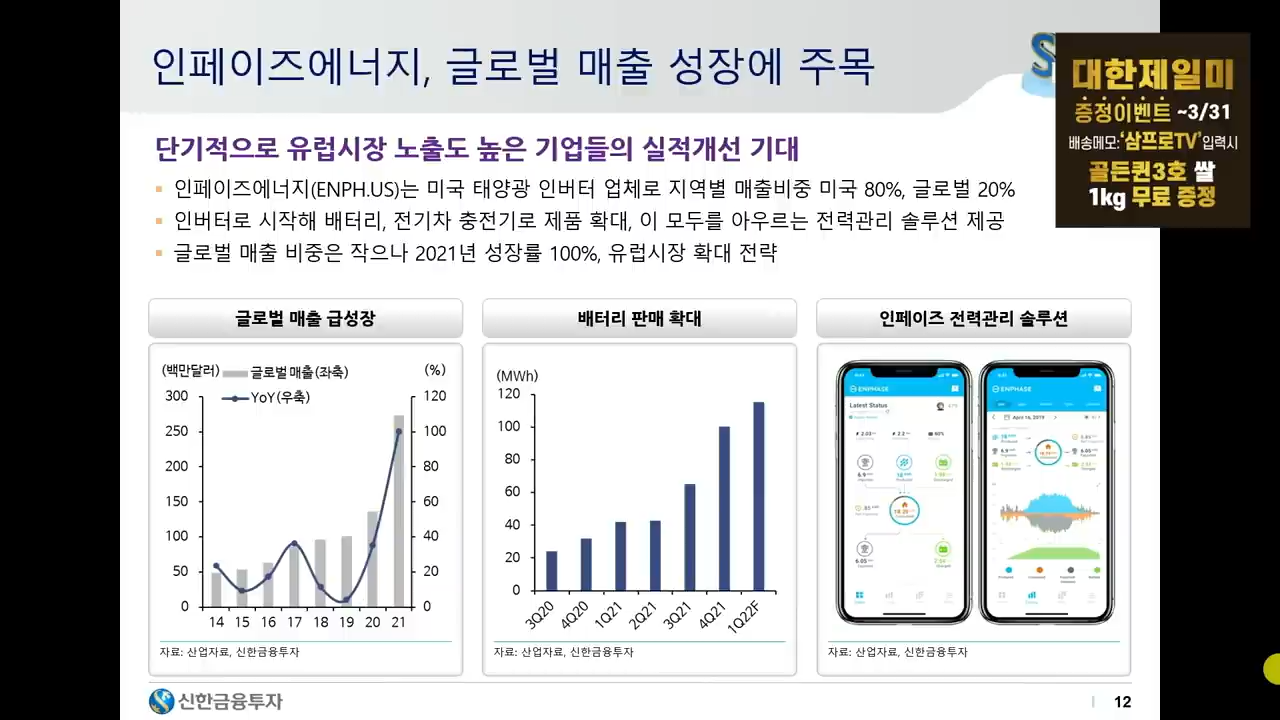 인페이즈에너지, 글로벌 매출 성장에 주목
대한제일미
증정이벤트 ~3/31
배송메모:'삼프로TV'입력시
골든퀸3호 쌀
1kg 무료 증정
단기적으로 유럽시장 노출도 높은 기업들의 실적개선 기대
인페이즈에너지(ENPH.US)는 미국 태양광 인버터 업체로 지역별 매출비중 미국 80%, 글로벌 20%
인버터로 시작해 배터리, 전기차 충전기로 제품 확대, 이 모두를 아우르는 전력관리 솔루션 제공
글로벌 매출 비중은 작으나 2021년 성장률 100%, 유럽시장 확대 전략
글로벌 매출 급성장
(백만달러)
글로벌 매출(좌축)
(%)
YoY(우축)
300
250
200
150
100
50
0
120
100
80
60
40
20
0
14 15 16 17 18 19 20 21
자료: 산업자료, 신한금융투자
배터리 판매 확대
(MWh)
120
100
80
60
40
20
0
3Q20 4Q20 1Q21 2Q21 3Q21 4Q21 1Q22F
자료: 산업자료, 신한금융투자
인페이즈 전력관리 솔루션
ENPHASE
Latest Status
ENPHASE
April 16, 2019
자료: 산업자료, 신한금융투자
신한금융투자
12